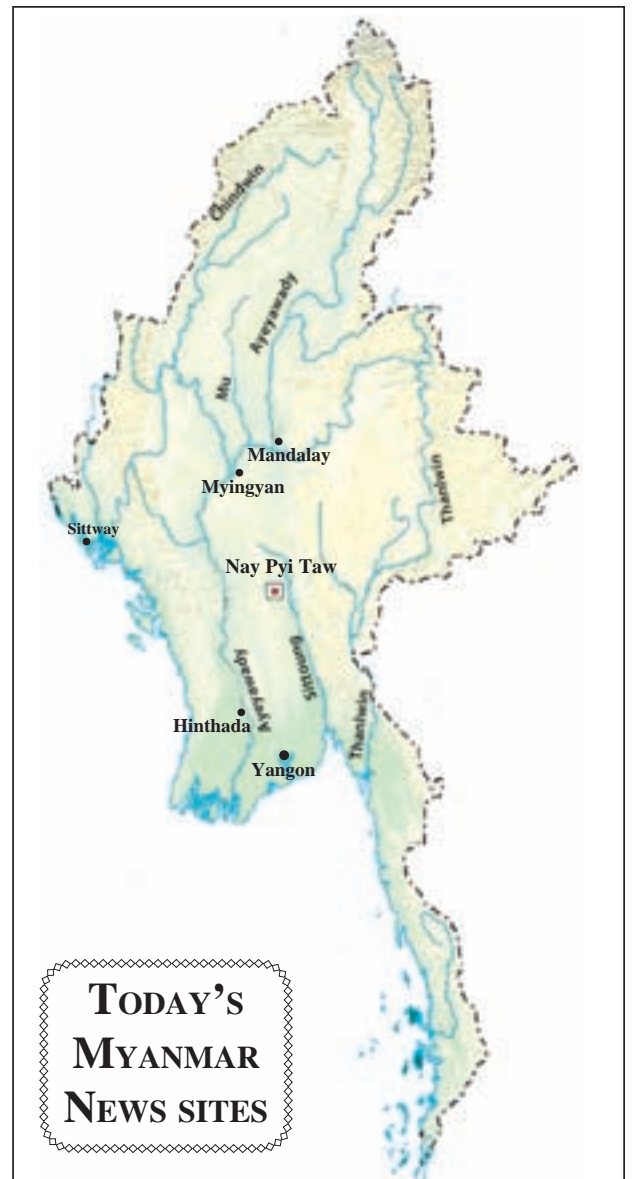 Chindwin
Ayeyawady
Mu
Mandalay
Myingyan
Thanlwin
Sittway
Nay Pyi Taw
Ayeyawady
Sittoung
Thanlwin
Hinthada
Yangon
TODAY'S
MYANMAR
NEWS SITES